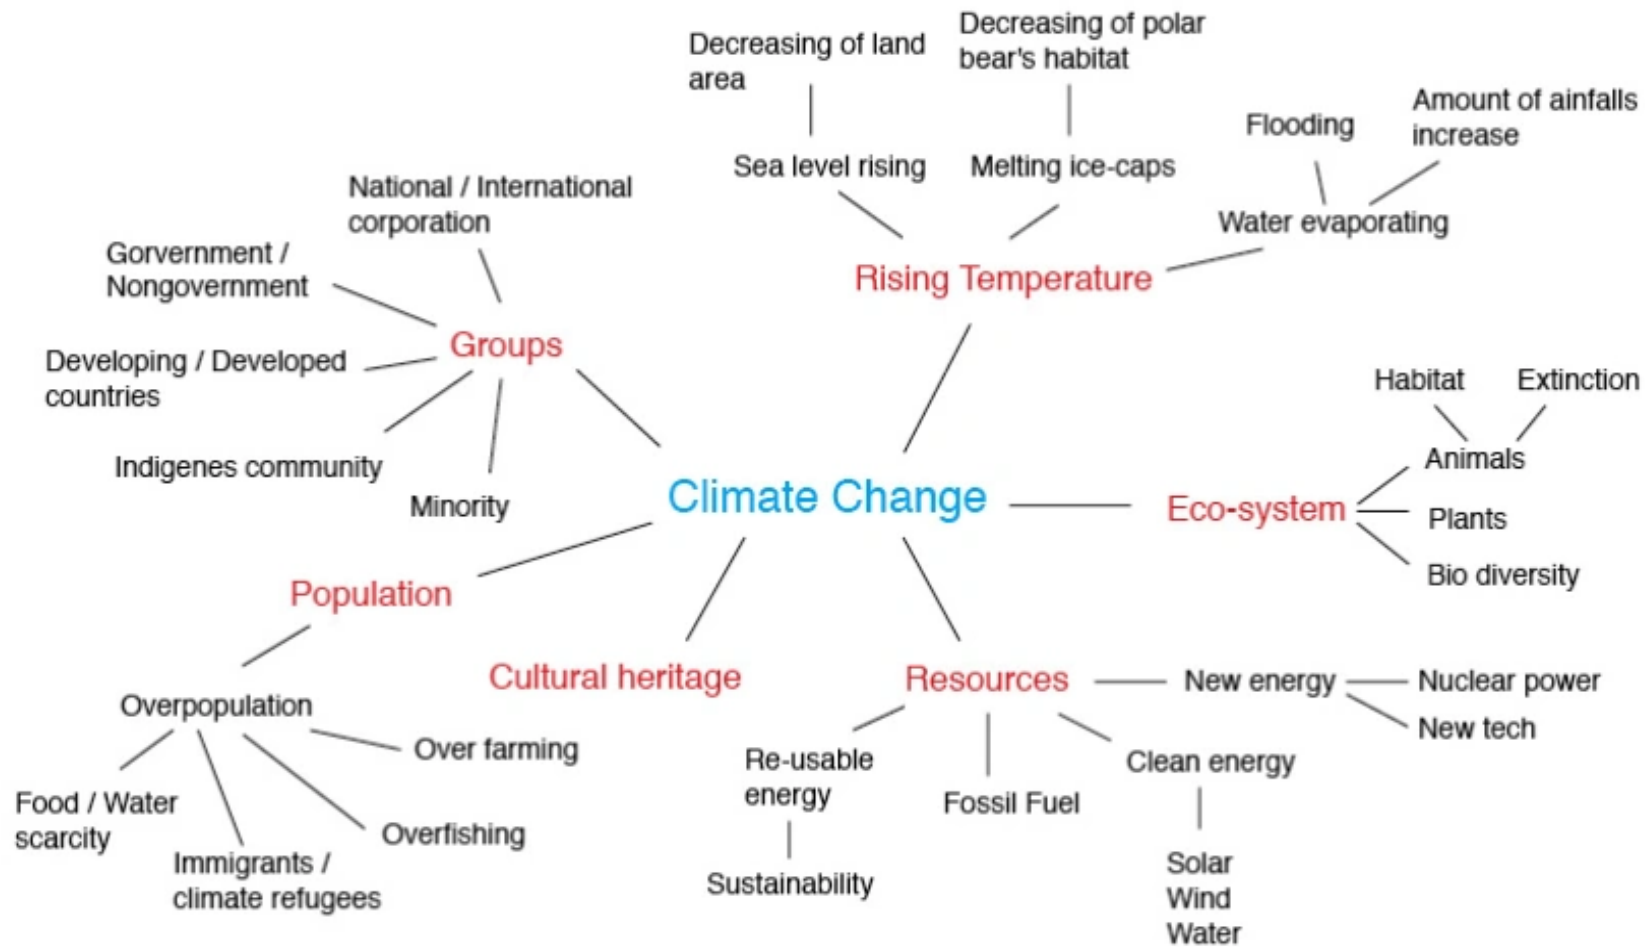 Decreasing of land
area
Decreasing of polar
bear's habitat
Flooding
Amount of ainfalls
increase
Sea level rising
Melting ice-caps
Water evaporating
Rising Temperature
National / International
corporation
Gorvernment /
Nongovernment
Groups
Developing / Developed
countries
Indigenes community
Minority
Climate Change
Habitat
Extinction
Animals
Eco-system
Plants
Bio diversity
Population
Overpopulation
Over farming
Food / Water
scarcity
Overfishing
Immigrants /
climate refugees
Cultural heritage
Resources
New energy
Nuclear power
New tech
Re-usable
energy
Fossil Fuel
Clean energy
Sustainability
Solar
Wind
Water